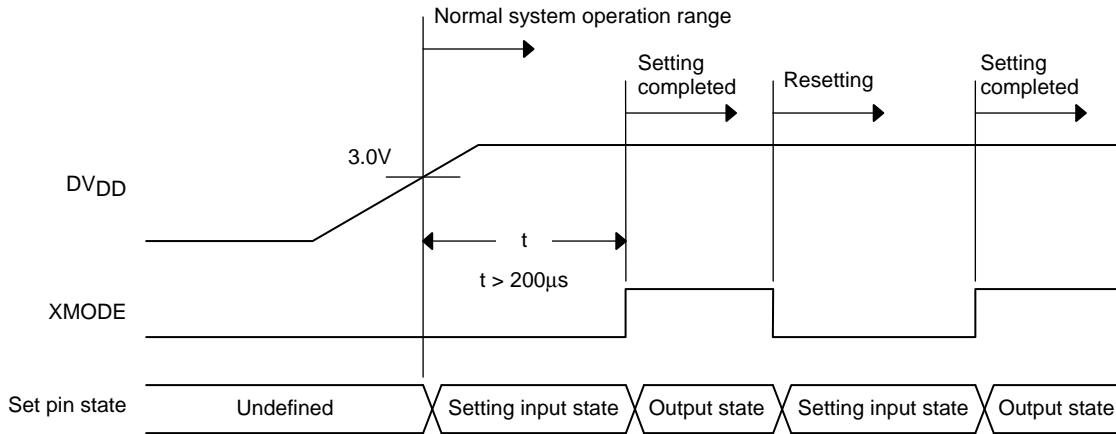 Normal system operation range
Setting
completed
Resetting
Setting
completed
3.0V
DVDD
t
t > 200μs
XMODE
Set pin state
Undefined
Setting input state
Output state
Setting input state
Output state